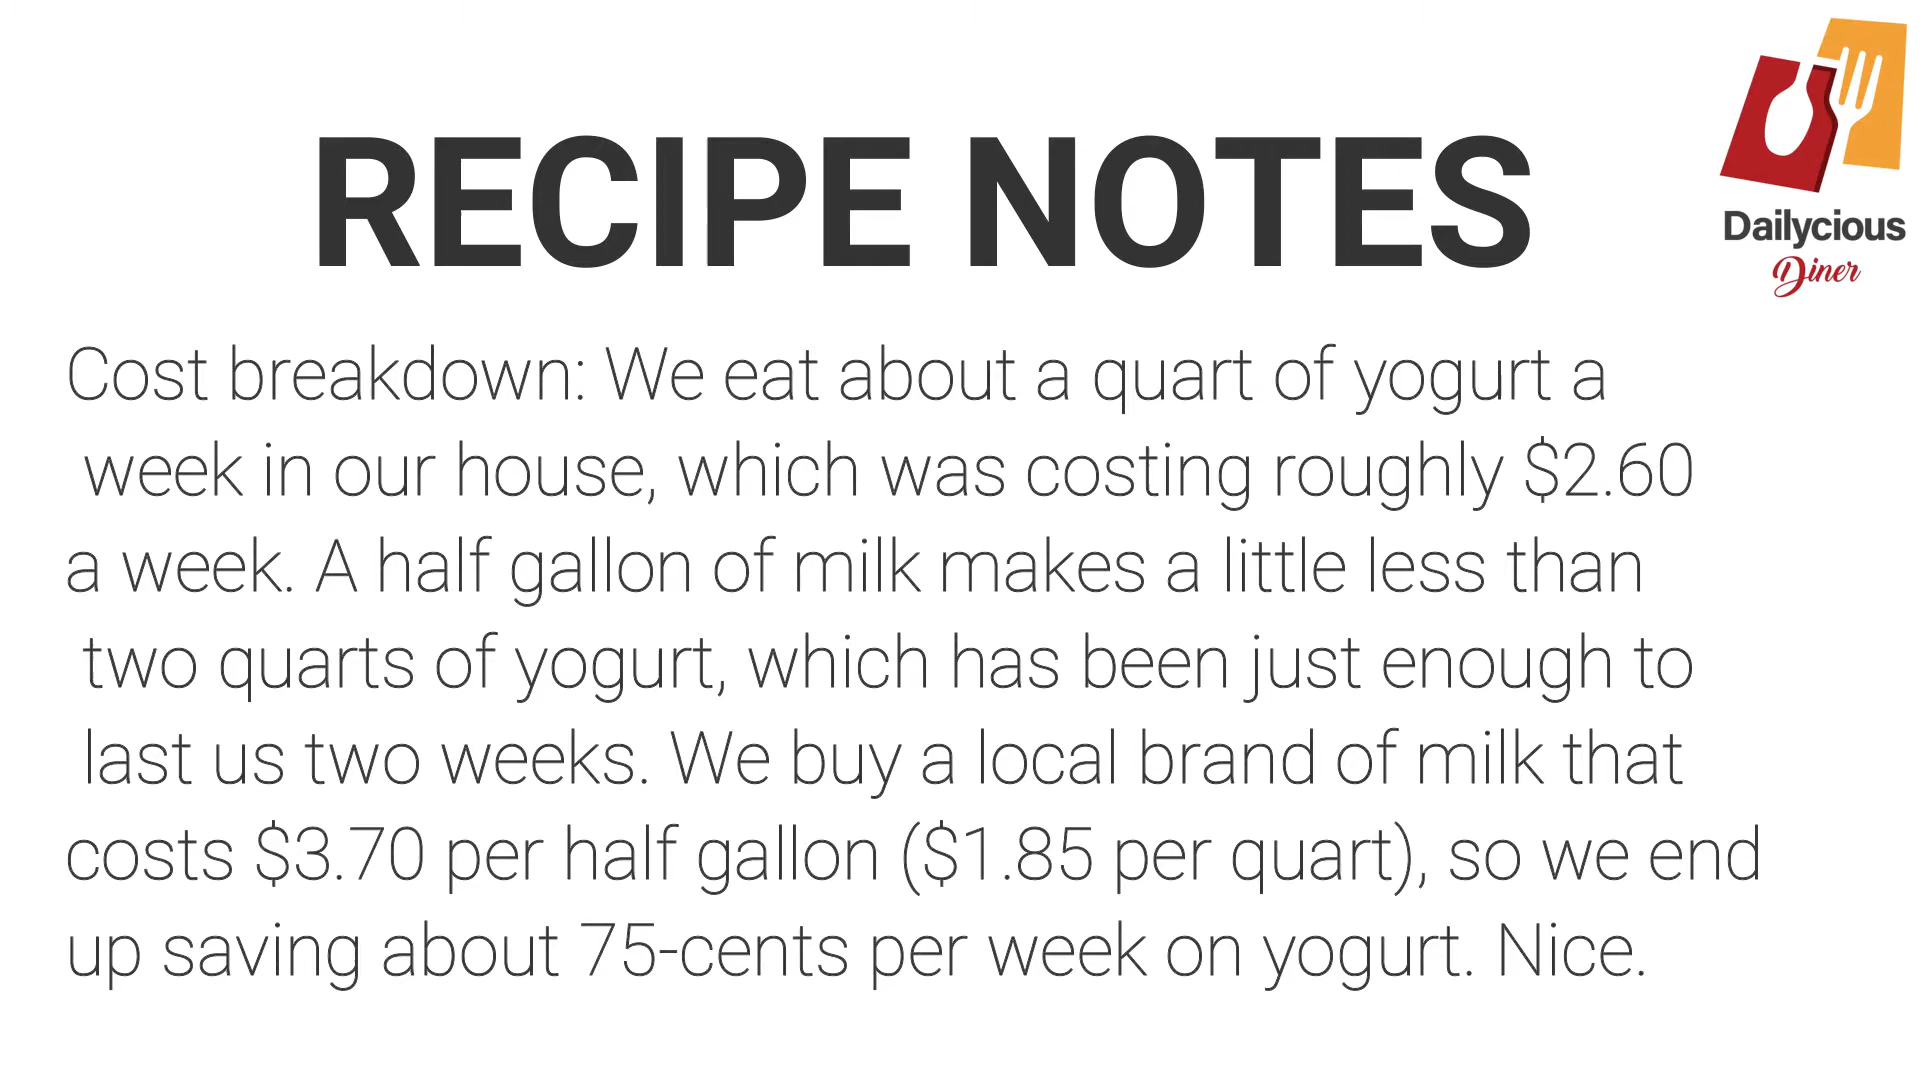 RECIPE NOTES
Dailycious
Diner
Cost breakdown: We eat about a quart of yogurt a
week in our house, which was costing roughly $2.60
a week. A half gallon of milk makes a little less than
two quarts of yogurt, which has been just enough to
last us two weeks. We buy a local brand of milk that
costs $3.70 per half gallon ($1.85 per quart), so we end
up saving about 75-cents per week on yogurt. Nice.